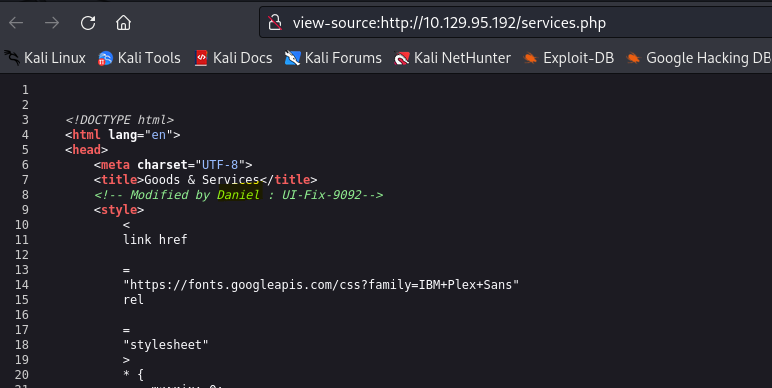 view-source:http://10.129.95.192/services.php
Kali Linux Kali Tools Kali Docs Kali Forums Kali NetHunter Exploit-DB Google Hacking DB
1
2
3 <!DOCTYPE html>
4 <html lang="en">
5 <head>
6 <meta charset="UTF-8">
7 <title>Goods & Services</title>
8 <!-- Modified by Daniel : UI-Fix-9092-->
9 <style>
10 <
11 link href
12
13 =
14 "https://fonts.googleapis.com/css?family=IBM+Plex+Sans"
15 rel
16
17 =
18 "stylesheet"
19 >
20 * {